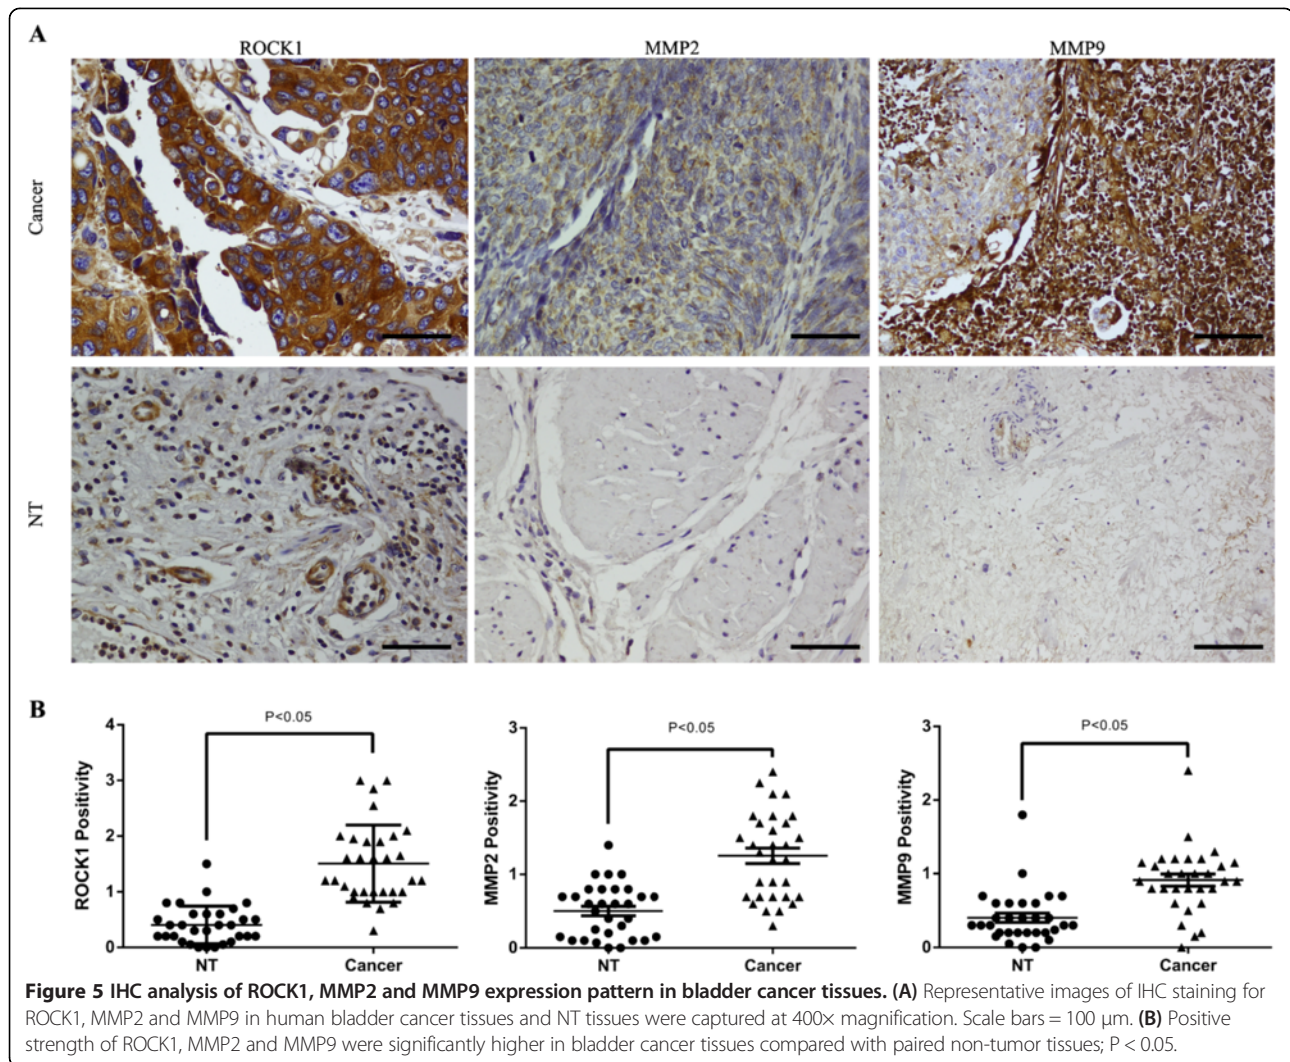 A
ROCK1
MMP2
MMP9
Cancer
NT
B
P<0.05
ROCK1 Positivity
4
3
2
1
0
NT
Cancer
P<0.05
MMP2 Positivity
3
2
1
0
NT
Cancer
P<0.05
MMP9 Positivity
3
2
1
0
NT
Cancer
Figure 5 IHC analysis of ROCK1, MMP2 and MMP9 expression pattern in bladder cancer tissues. (A) Representative images of IHC staining for
ROCK1, MMP2 and MMP9 in human bladder cancer tissues and NT tissues were captured at 400× magnification. Scale bars = 100 μm. (B) Positive
strength of ROCK1, MMP2 and MMP9 were significantly higher in bladder cancer tissues compared with paired non-tumor tissues; P < 0.05.